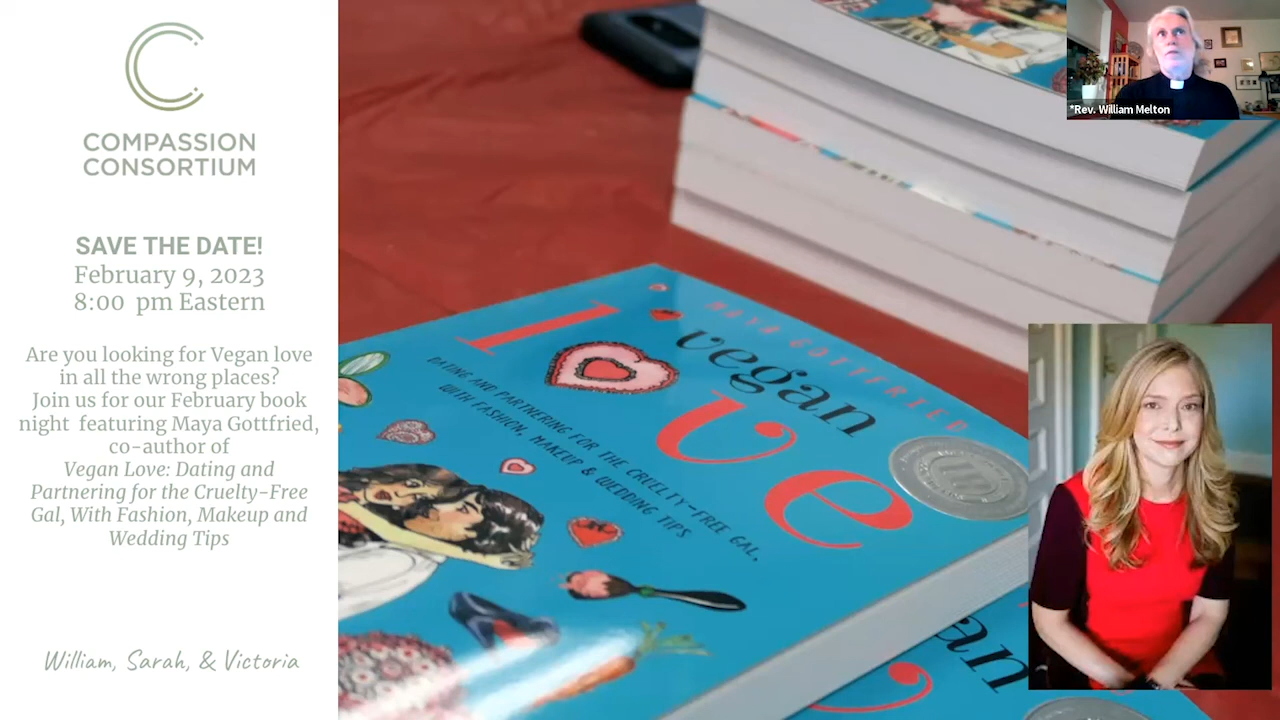 COMPASSION
CONSORTIUM
SAVE THE DATE!
February 9, 2023
8:00 pm Eastern
Are you looking for Vegan love
in all the wrong places?
Join us for our February book
night featuring Maya Gottfried,
co-author of
Vegan Love: Dating and
Partnering for the Cruelty-Free
Gal, With Fashion, Makeup and
Wedding Tips
William, Sarah, & Victoria
*Rev. William Melton
MAYA GOTTFRIED
vegan
love
DATING AND PARTNERING FOR THE CRUELTY-FREE GAL,
WITH FASHION, MAKEUP & WEDDING TIPS
an
e